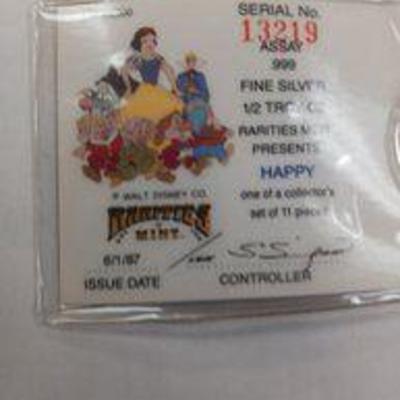 SERIAL No.
13219
ASSAY
.999
FINE SILVER
1/2 TROY OZ
RARITIES MINT
PRESENTS
HAPPY
one of a collector's
set of 11 pieces
© WALT DISNEY CO.
RARITIES
MINT
6/1/87
ISSUE DATE
CONTROLLER